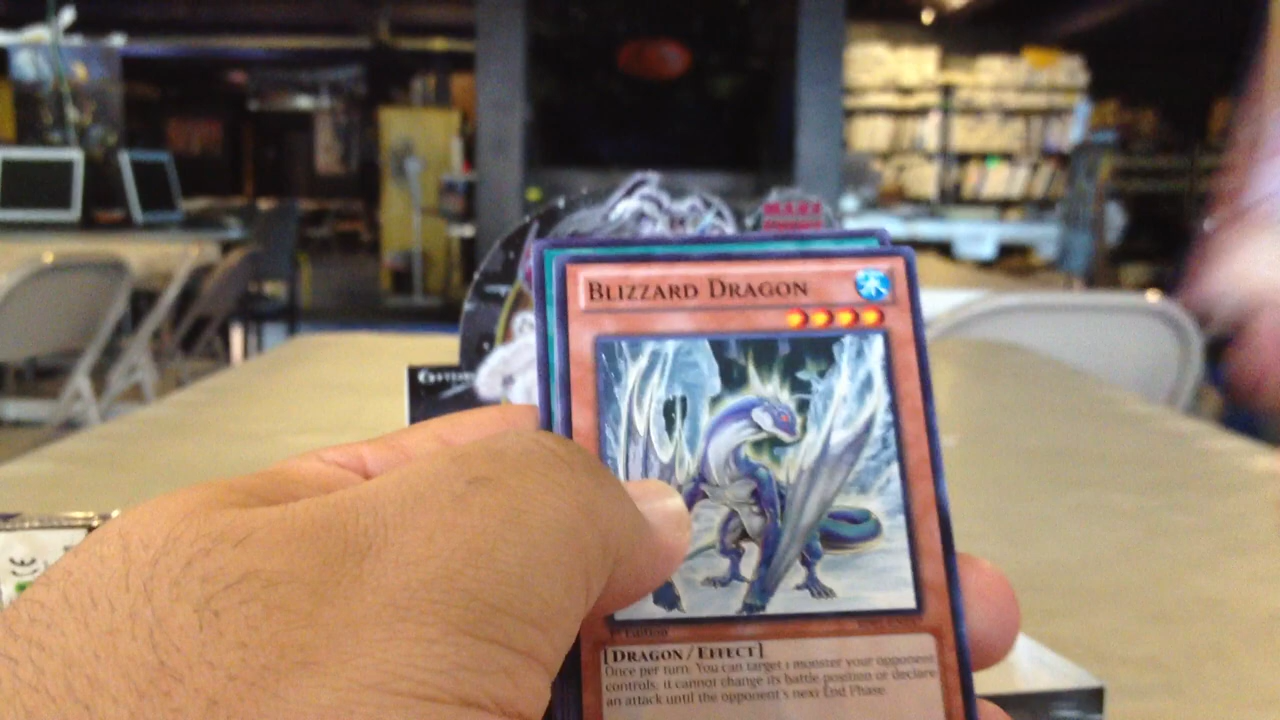 BLIZZARD DRAGON
1st Edition
[DRAGON/EFFECT]
Once per turn: You can target 1 monster your opponent
controls; it cannot change its battle position or declare
an attack until the opponent's next End Phase.
CE